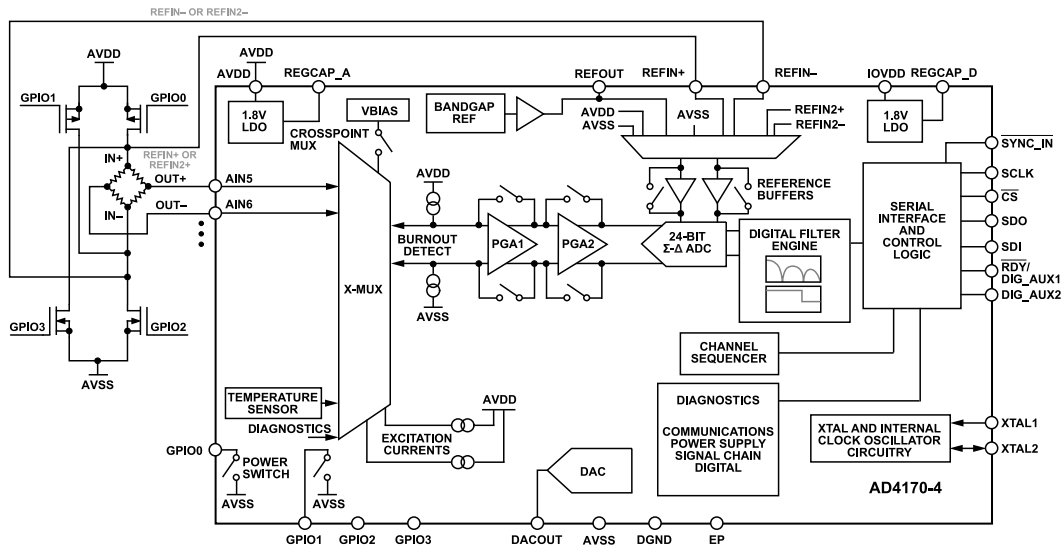 REFIN– OR REFIN2–
AVDD
GPIO1
GPIO0
IN+
REFIN+ OR
REFIN2+
OUT+
IN–
OUT–
GPIO3
GPIO2
AVSS
AVDD
AVDD
REGCAP_A
REFOUT
REFIN+
REFIN–
IOVDD
REGCAP_D
1.8V
LDO
CROSSPOINT
MUX
VBIAS
BANDGAP
REF
AVDD
AVSS
AVSS
REFIN2+
REFIN2–
1.8V
LDO
REFERENCE
BUFFERS
AIN5
AIN6
X-MUX
AVDD
BURNOUT
DETECT
AVSS
PGA1
PGA2
24-BIT
Σ-Δ ADC
DIGITAL FILTER
ENGINE
SERIAL
INTERFACE
AND
CONTROL
LOGIC
SYNC_IN
SCLK
CS
SDO
SDI
RDY/
DIG_AUX1
DIG_AUX2
CHANNEL
SEQUENCER
TEMPERATURE
SENSOR
DIAGNOSTICS
AVDD
EXCITATION
CURRENTS
DIAGNOSTICS
COMMUNICATIONS
POWER SUPPLY
SIGNAL CHAIN
DIGITAL
XTAL AND INTERNAL
CLOCK OSCILLATOR
CIRCUITRY
XTAL1
XTAL2
GPIO0
POWER
SWITCH
AVSS
AVSS
DAC
AD4170-4
GPIO1
GPIO2
GPIO3
DACOUT
AVSS
DGND
EP